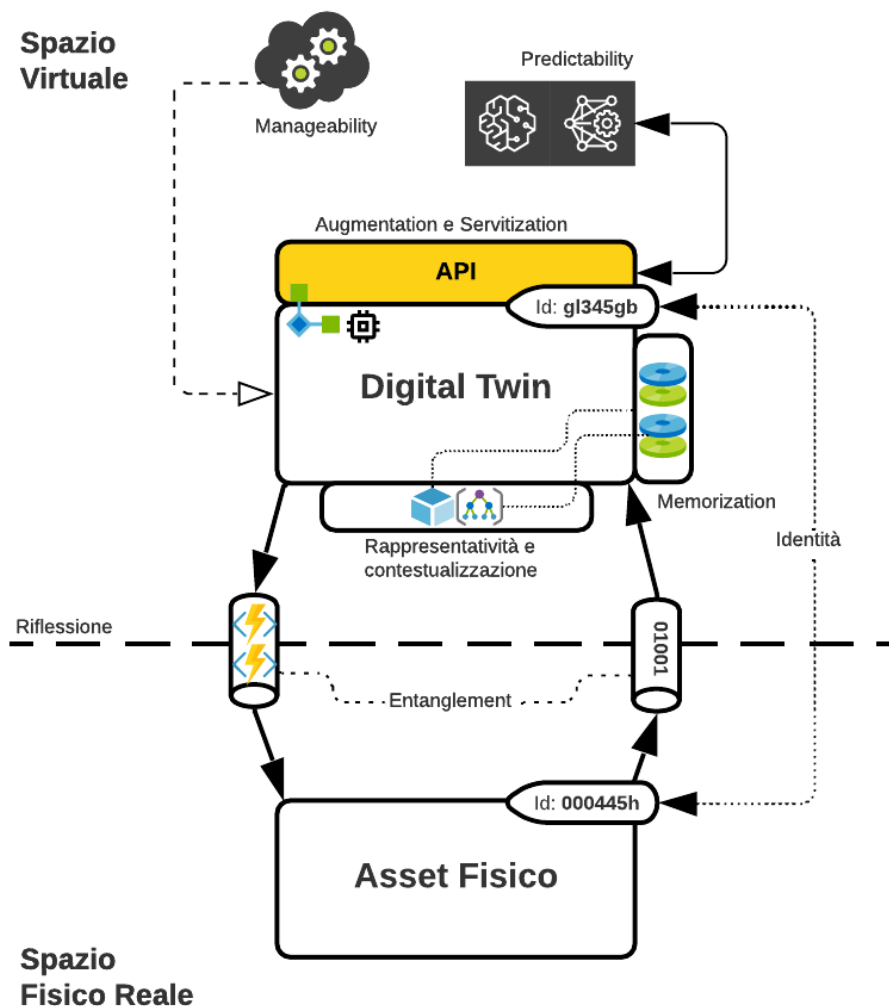 Spazio
Virtuale
Manageability
Predictability
Augmentation e Servitization
API
Id: gl345gb
Digital Twin
Memorization
Rappresentatività e
contestualizzazione
Identità
Riflessione
01001
Entanglement
Id: 000445h
Asset Fisico
Spazio
Fisico Reale